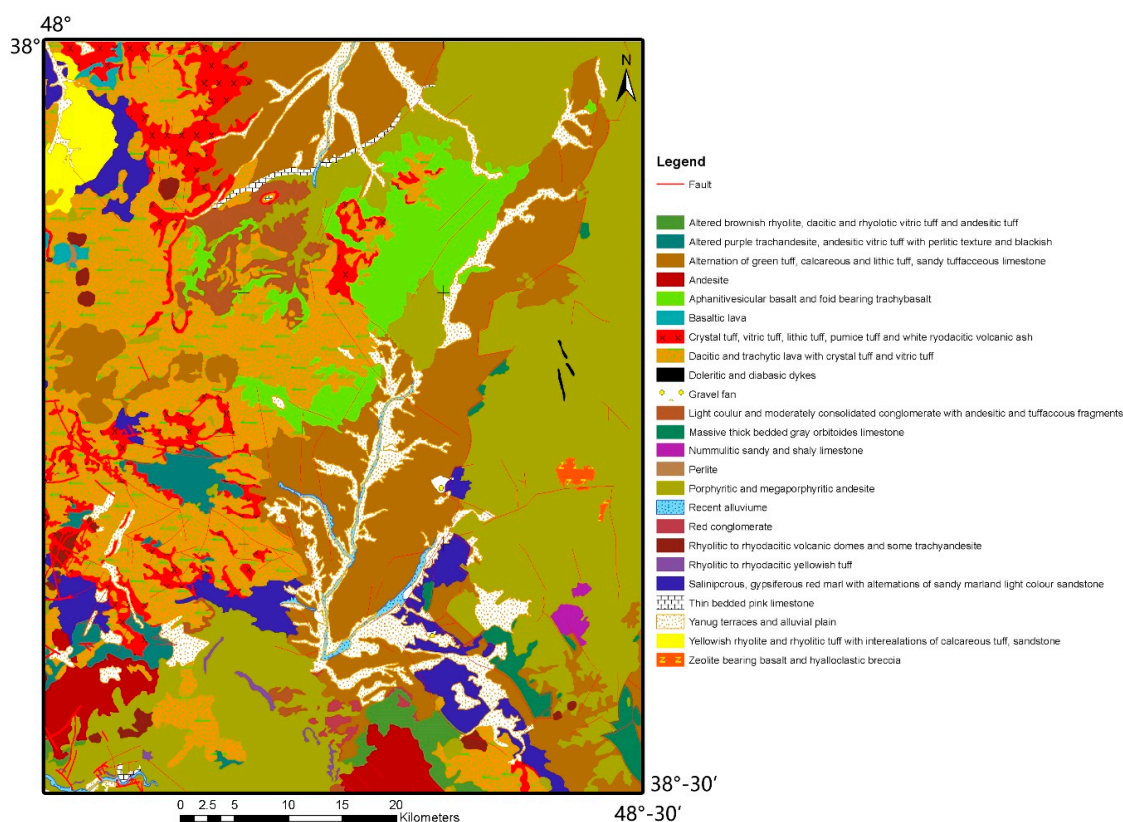 48°
38°
N
Legend
Fault
Altered brownish rhyolite, dacitic and rhyolotic vitric tuff and andesitic tuff
Altered purple trachandesite, andesitic vitric tuff with perlitic texture and blackish
Alternation of green tuff, calcareous and lithic tuff, sandy tuffacceous limestone
Andesite
Aphanitivesicular basalt and foid bearing trachybasalt
Basaltic lava
Crystal tuff, vitric tuff, lithic tuff, pumice tuff and white ryodacitic volcanic ash
Dacitic and trachytic lava with crystal tuff and vitric tuff
Doleritic and diabasic dykes
Gravel fan
Light coulur and moderately consolidated conglomerate with andesitic and tuffaccous fragments
Massive thick bedded gray orbitoides limestone
Nummulitic sandy and shaly limestone
Perlite
Porphyritic and megaporphyritic andesite
Recent alluviume
Red conglomerate
Rhyolitic to rhyodacitic volcanic domes and some trachyandesite
Rhyolitic to rhyodacitic yellowish tuff
Saliniporous, gypsiferous red marl with alternations of sandy marland light colour sandstone
Thin bedded pink limestone
Yanug terraces and alluvial plain
Yellowish rhyolite and rhyolitic tuff with interealations of calcareous tuff, sandstone
Zeolite bearing basalt and hyalloclastic breccia
38°-30'
48°-30'
0 2.5 5 10 15 20
Kilometers